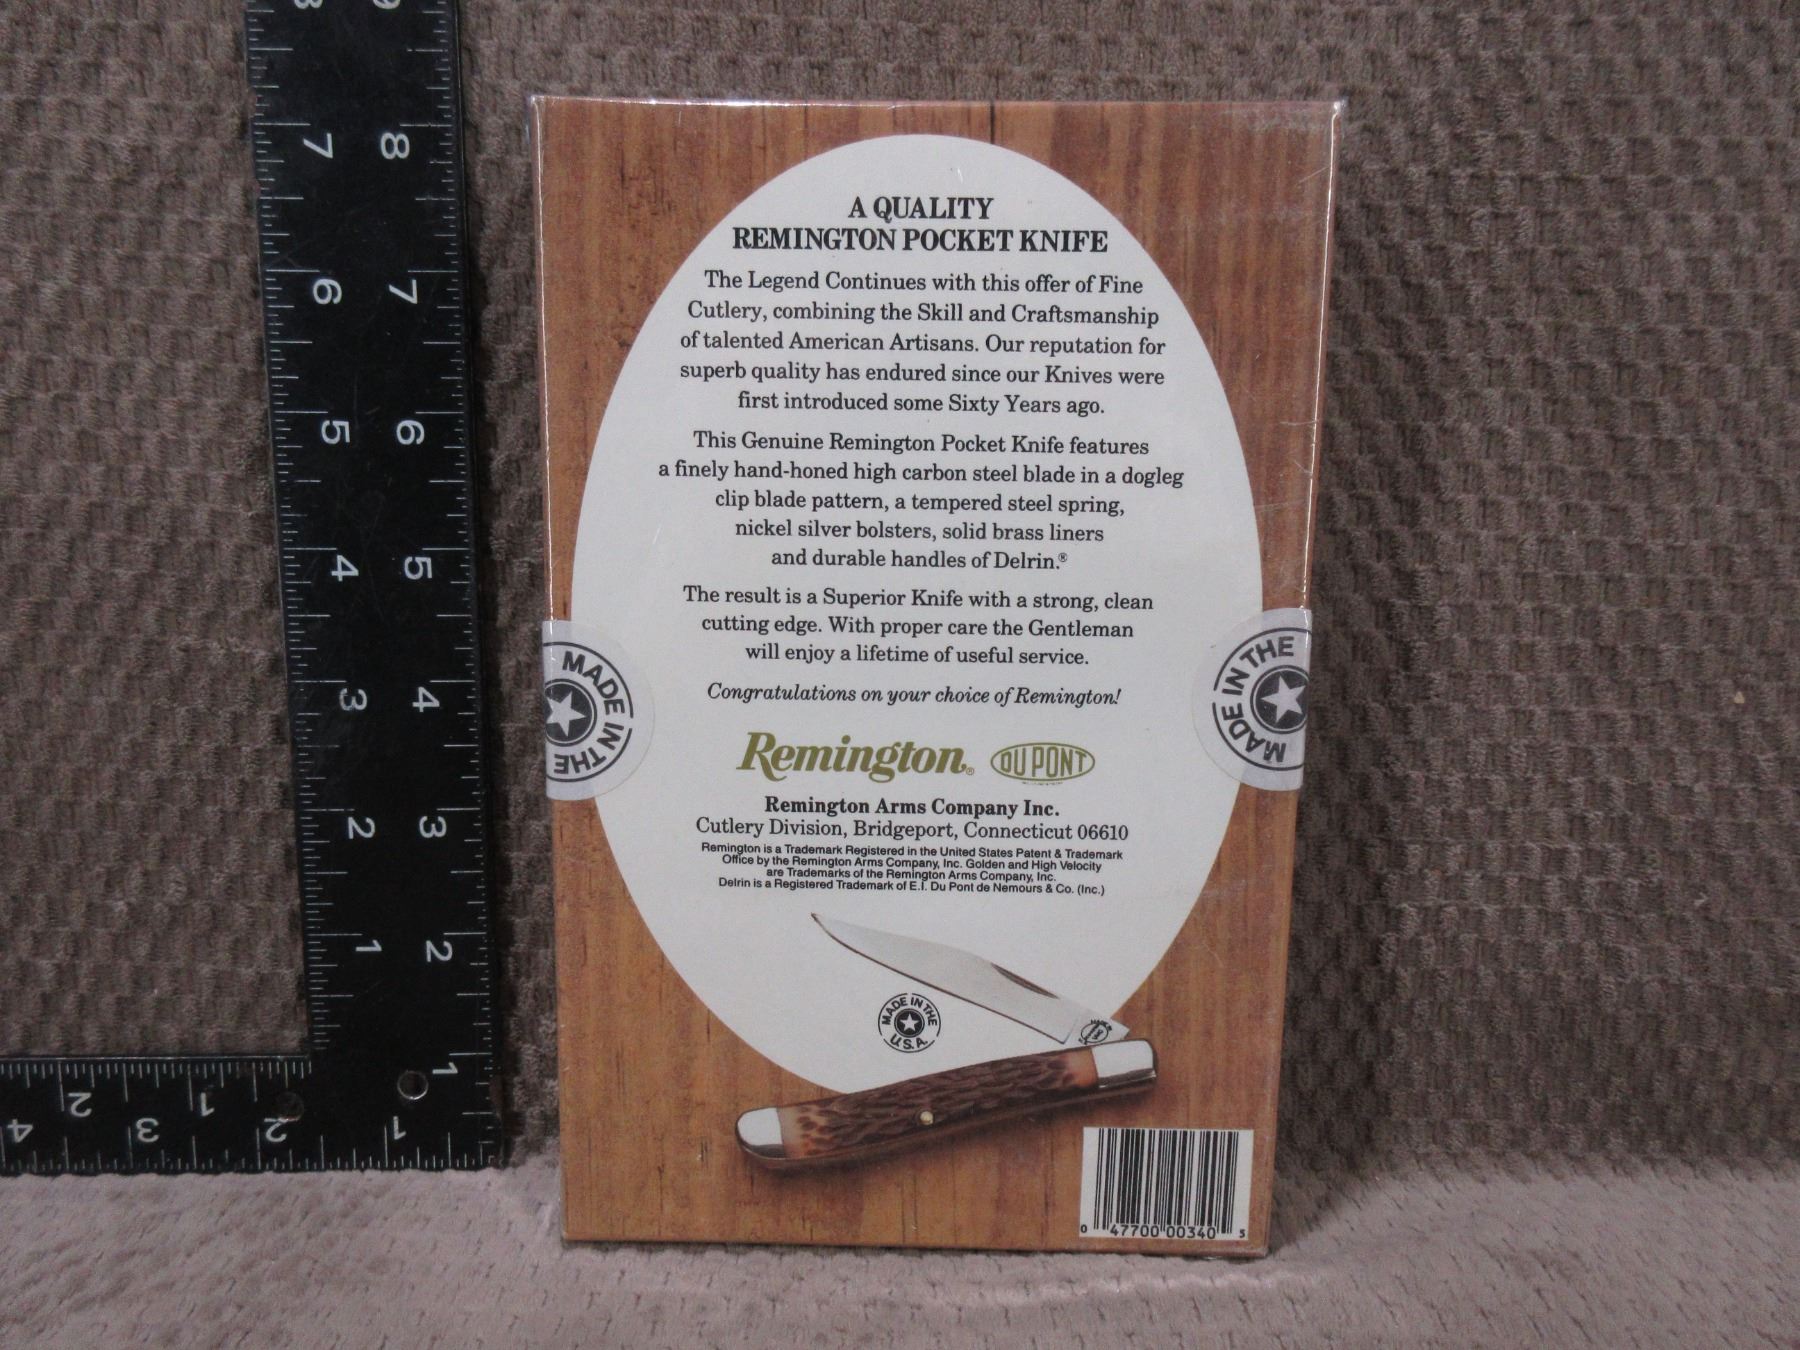 A QUALITY
REMINGTON POCKET KNIFE
The Legend Continues with this offer of Fine
Cutlery, combining the Skill and Craftsmanship
of talented American Artisans. Our reputation for
superb quality has endured since our Knives were
first introduced some Sixty Years ago.
This Genuine Remington Pocket Knife features
a finely hand-honed high carbon steel blade in a dogleg
clip blade pattern, a tempered steel spring,
nickel silver bolsters, solid brass liners
and durable handles of Delrin.®
The result is a Superior Knife with a strong, clean
cutting edge. With proper care the Gentleman
will enjoy a lifetime of useful service.
Congratulations on your choice of Remington!
MADE IN THE
MADE IN THE
Remington® DU PONT
Remington Arms Company Inc.
Cutlery Division, Bridgeport, Connecticut 06610
Remington is a Trademark Registered in the United States Patent & Trademark
Office by the Remington Arms Company, Inc. Golden and High Velocity
are Trademarks of the Remington Arms Company, Inc.
Delrin is a Registered Trademark of E.I. Du Pont de Nemours & Co. (Inc.)
MADE IN THE U.S.A.
0 47700 00340 5
8 9
7 8
6 7
5 6
4 5
3 4
2 3
1 2
1
2 1
4 3 2 1